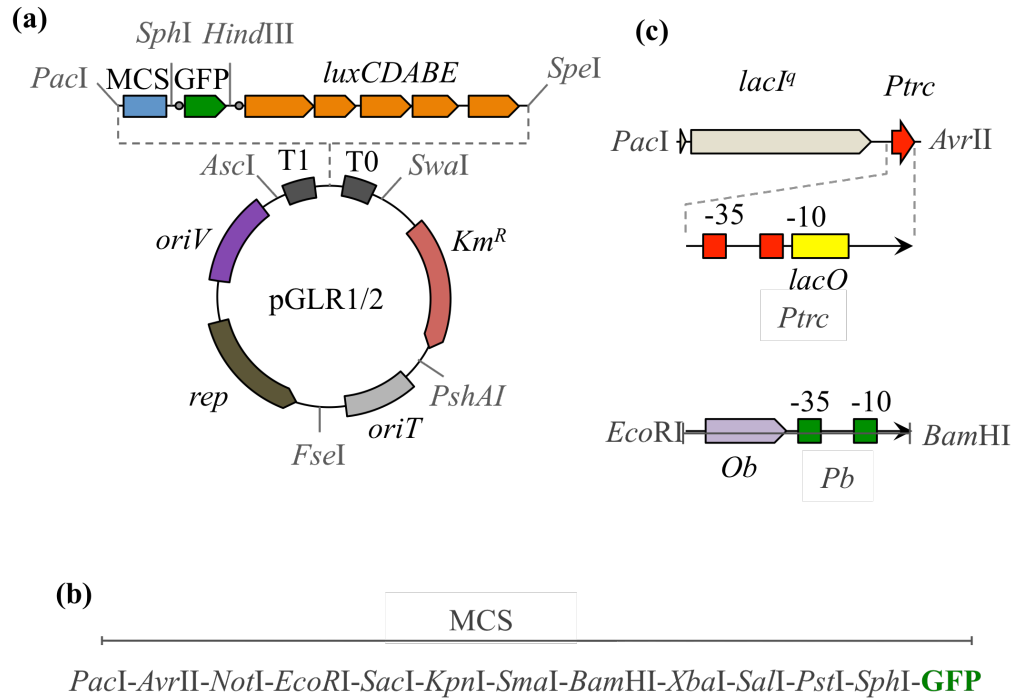 (a)
SphI HindIII
PacI MCS GFP luxCDABE SpeI
AscI T1 T0 SwaI
oriV KmR
pGLR1/2
rep oriT PshAI
FseI
(c)
lacIq Ptrc
PacI AvrII
-35 -10
lacO
Ptrc
-35 -10
EcoRI BamHI
Ob Pb
(b)
MCS
PacI-AvrII-NotI-EcoRI-SacI-KpnI-SmaI-BamHI-XbaI-SalI-PstI-SphI-GFP